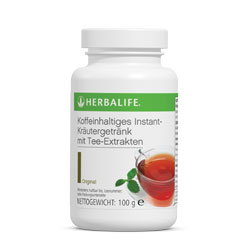 HERBALIFE
Koffeinhaltiges Instant-
Kräutergetränk
mit Tee-Extrakten
Original
NETTOGEWICHT: 100 g